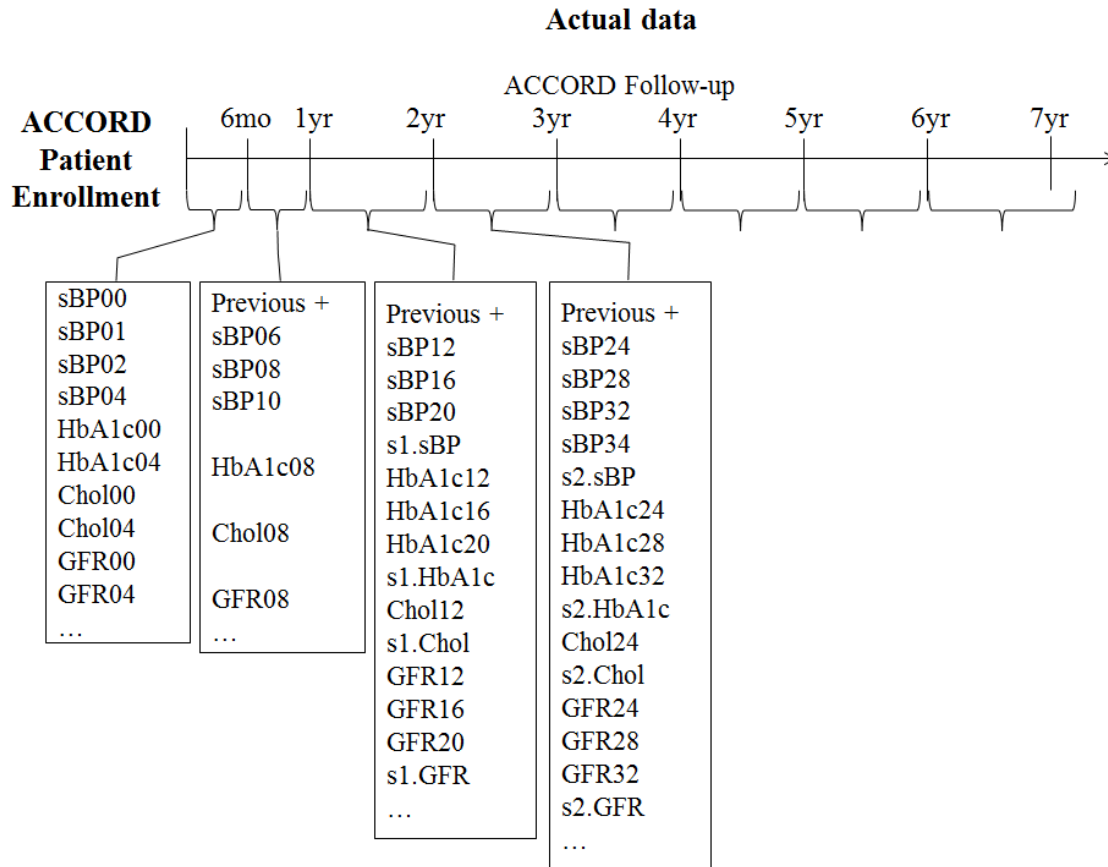 Actual data
ACCORD Follow-up
ACCORD
Patient
Enrollment
6mo
1yr
2yr
3yr
4yr
5yr
6yr
7yr
sBP00
sBP01
sBP02
sBP04
HbA1c00
HbA1c04
Chol00
Chol04
GFR00
GFR04
…
Previous +
sBP06
sBP08
sBP10
HbA1c08
Chol08
GFR08
…
Previous +
sBP12
sBP16
sBP20
s1.sBP
HbA1c12
HbA1c16
HbA1c20
s1.HbA1c
Chol12
s1.Chol
GFR12
GFR16
GFR20
s1.GFR
…
Previous +
sBP24
sBP28
sBP32
sBP34
s2.sBP
HbA1c24
HbA1c28
HbA1c32
s2.HbA1c
Chol24
s2.Chol
GFR24
GFR28
GFR32
s2.GFR
…